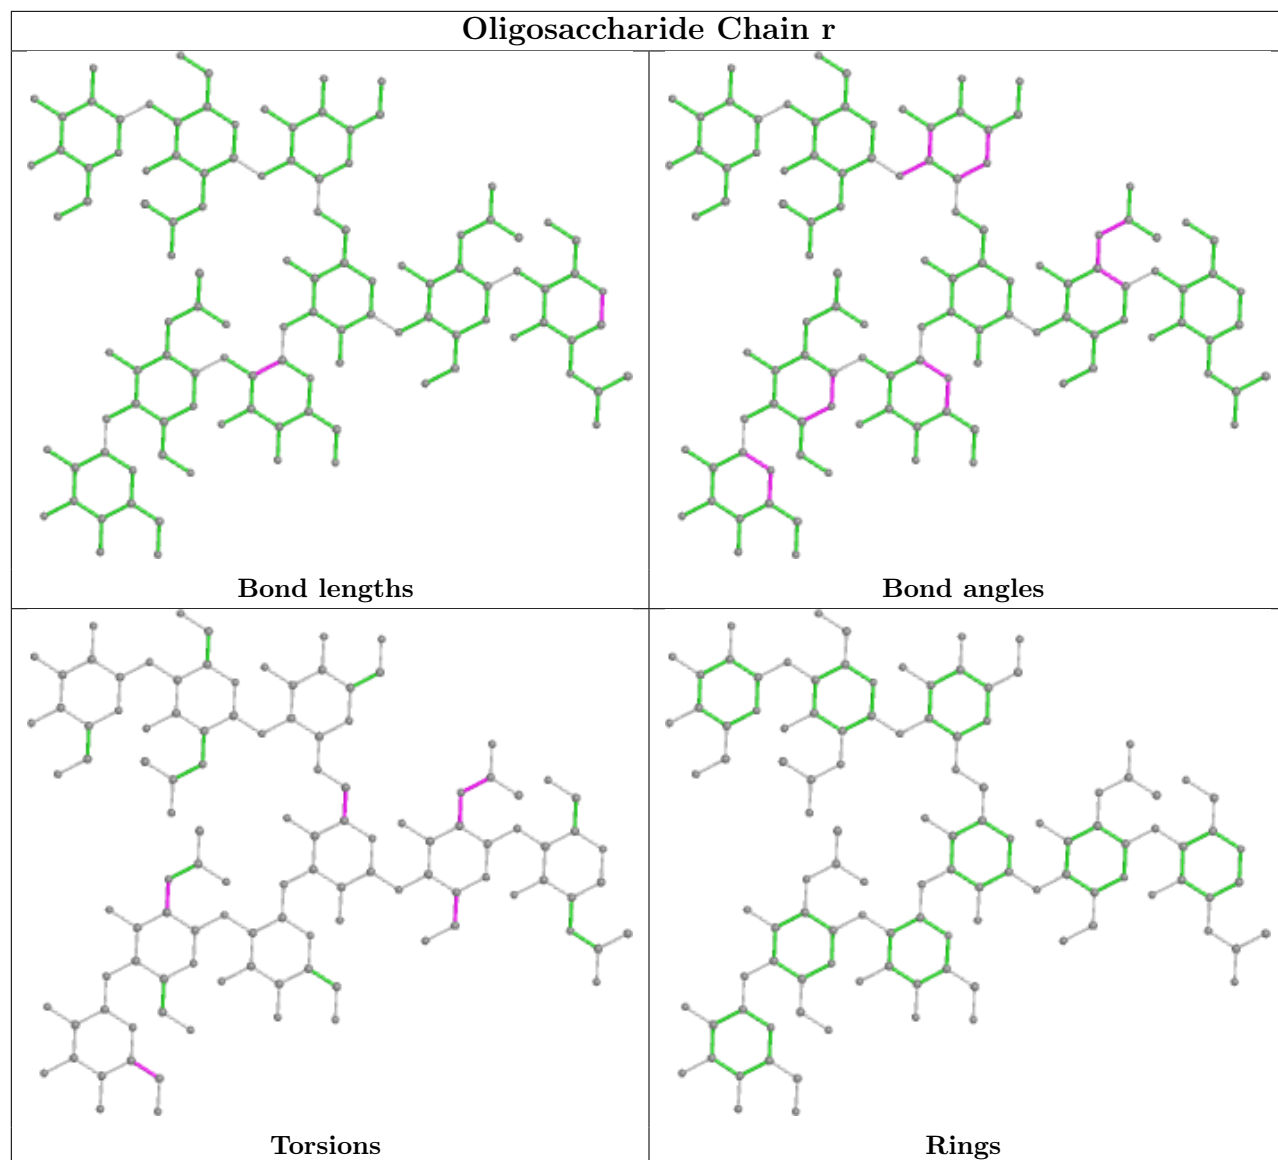 Oligosaccharide Chain r
Bond lengths
Bond angles
Torsions
Rings